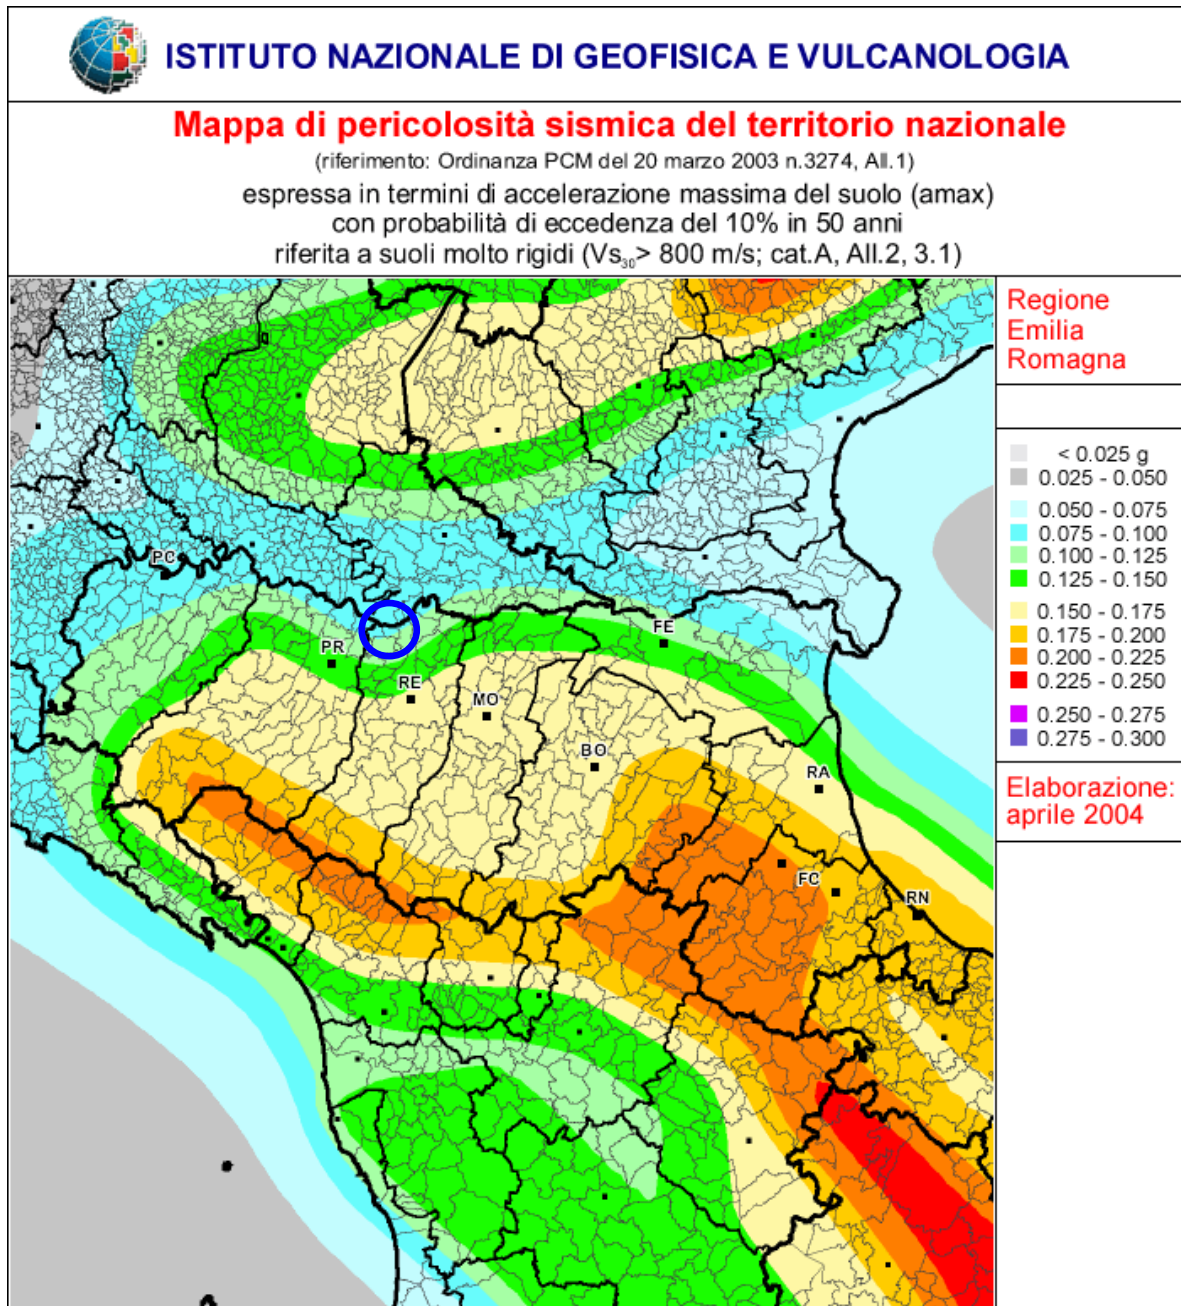 ISTITUTO NAZIONALE DI GEOFISICA E VULCANOLOGIA
Mappa di pericolosità sismica del territorio nazionale
(riferimento: Ordinanza PCM del 20 marzo 2003 n.3274, All.1)
espressa in termini di accelerazione massima del suolo (amax)
con probabilità di eccedenza del 10% in 50 anni
riferita a suoli molto rigidi (Vs₃₀> 800 m/s; cat.A, All.2, 3.1)
Regione
Emilia
Romagna
< 0.025 g
0.025 - 0.050
0.050 - 0.075
0.075 - 0.100
0.100 - 0.125
0.125 - 0.150
0.150 - 0.175
0.175 - 0.200
0.200 - 0.225
0.225 - 0.250
0.250 - 0.275
0.275 - 0.300
Elaborazione:
aprile 2004
PC
PR
FE
RE
MO
BO
RA
FC
RN